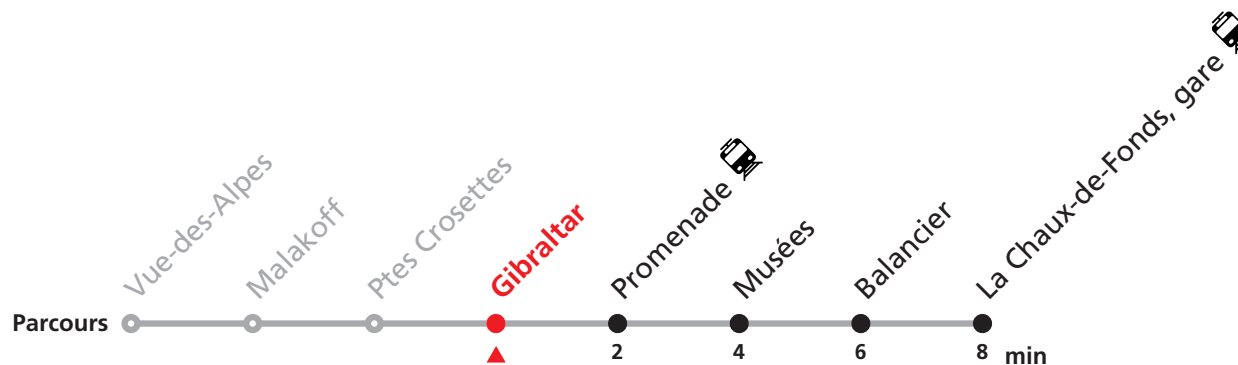 Parcours
Vue-des-Alpes
Malakoff
Ptes Crosettes
Gibraltar
Promenade
Musées
Balancier
La Chaux-de-Fonds, gare
2 4 6 8 min